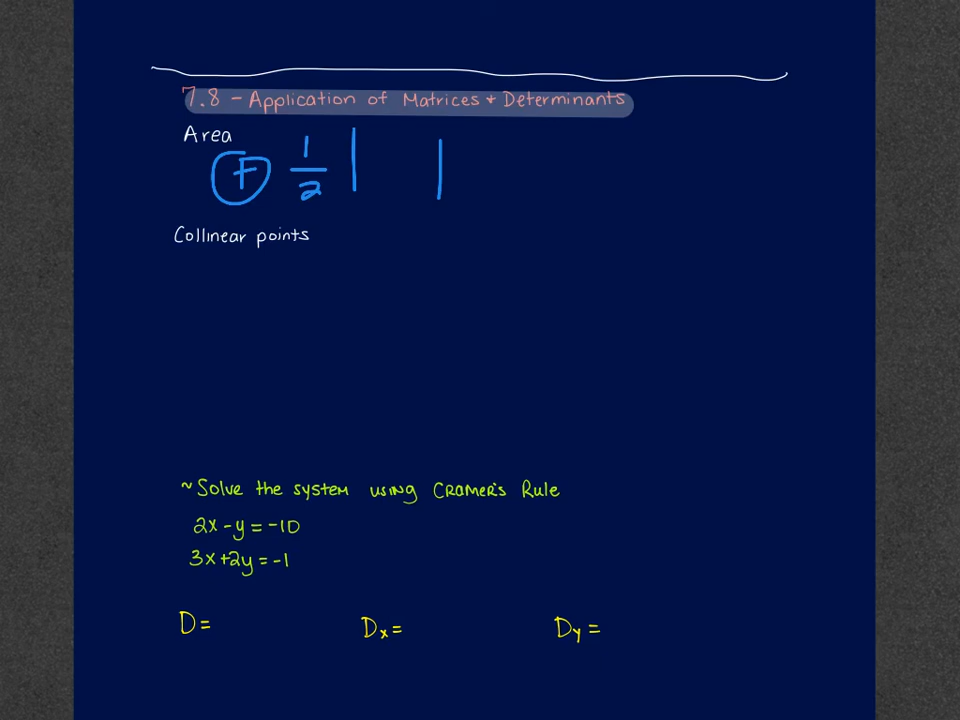 7.8 - Application of Matrices + Determinants
Area
∓ 1/2 | |
Collinear points
~Solve the system using Cramer's Rule
2x - y = -10
3x + 2y = -1
D= Dx= Dy=